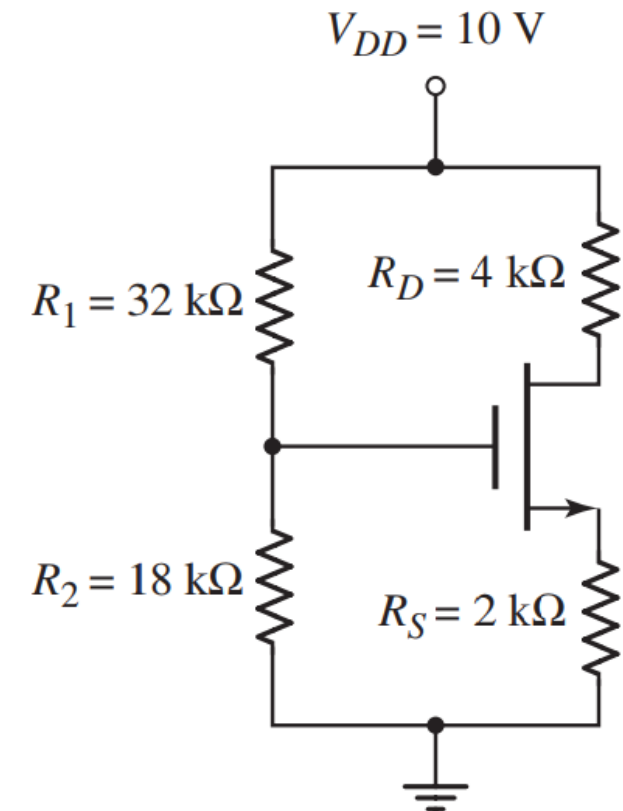 V_DD = 10 V
R_D = 4 kΩ
R_1 = 32 kΩ
R_2 = 18 kΩ
R_S = 2 kΩ